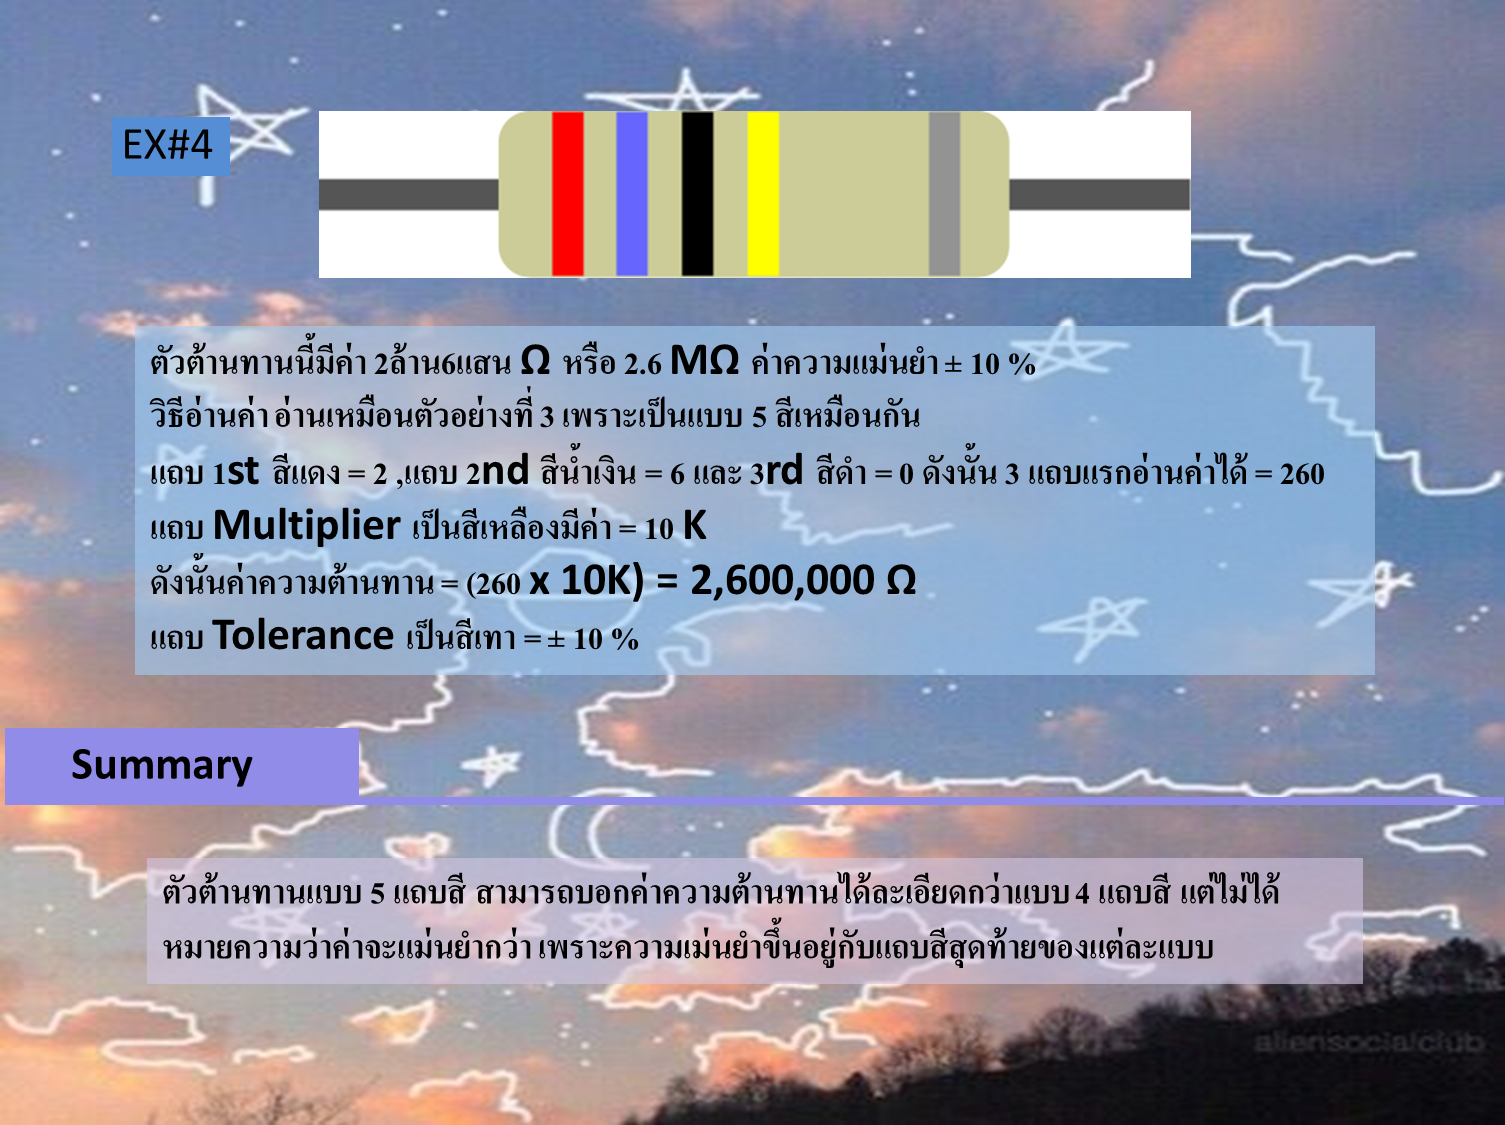 EX#4
ตัวต้านทานนี้มีค่า 2ล้าน6แสน Ω หรือ 2.6 MΩ ค่าความแม่นยำ ± 10 %
วิธีอ่านค่า อ่านเหมือนตัวอย่างที่ 3 เพราะเป็นแบบ 5 สีเหมือนกัน
แถบ 1st สีแดง = 2 ,แถบ 2nd สีน้ำเงิน = 6 และ 3rd สีดำ = 0 ดังนั้น 3 แถบแรกอ่านค่าได้ = 260
แถบ Multiplier เป็นสีเหลืองมีค่า = 10 K
ดังนั้นค่าความต้านทาน = (260 x 10K) = 2,600,000 Ω
แถบ Tolerance เป็นสีเทา = ± 10 %
Summary
ตัวต้านทานแบบ 5 แถบสี สามารถบอกค่าความต้านทานได้ละเอียดกว่าแบบ 4 แถบสี แต่ไม่ได้
หมายความว่าค่าจะแม่นยำกว่า เพราะความเม่นยำขึ้นอยู่กับแถบสีสุดท้ายของแต่ละแบบ
aliensocialclub